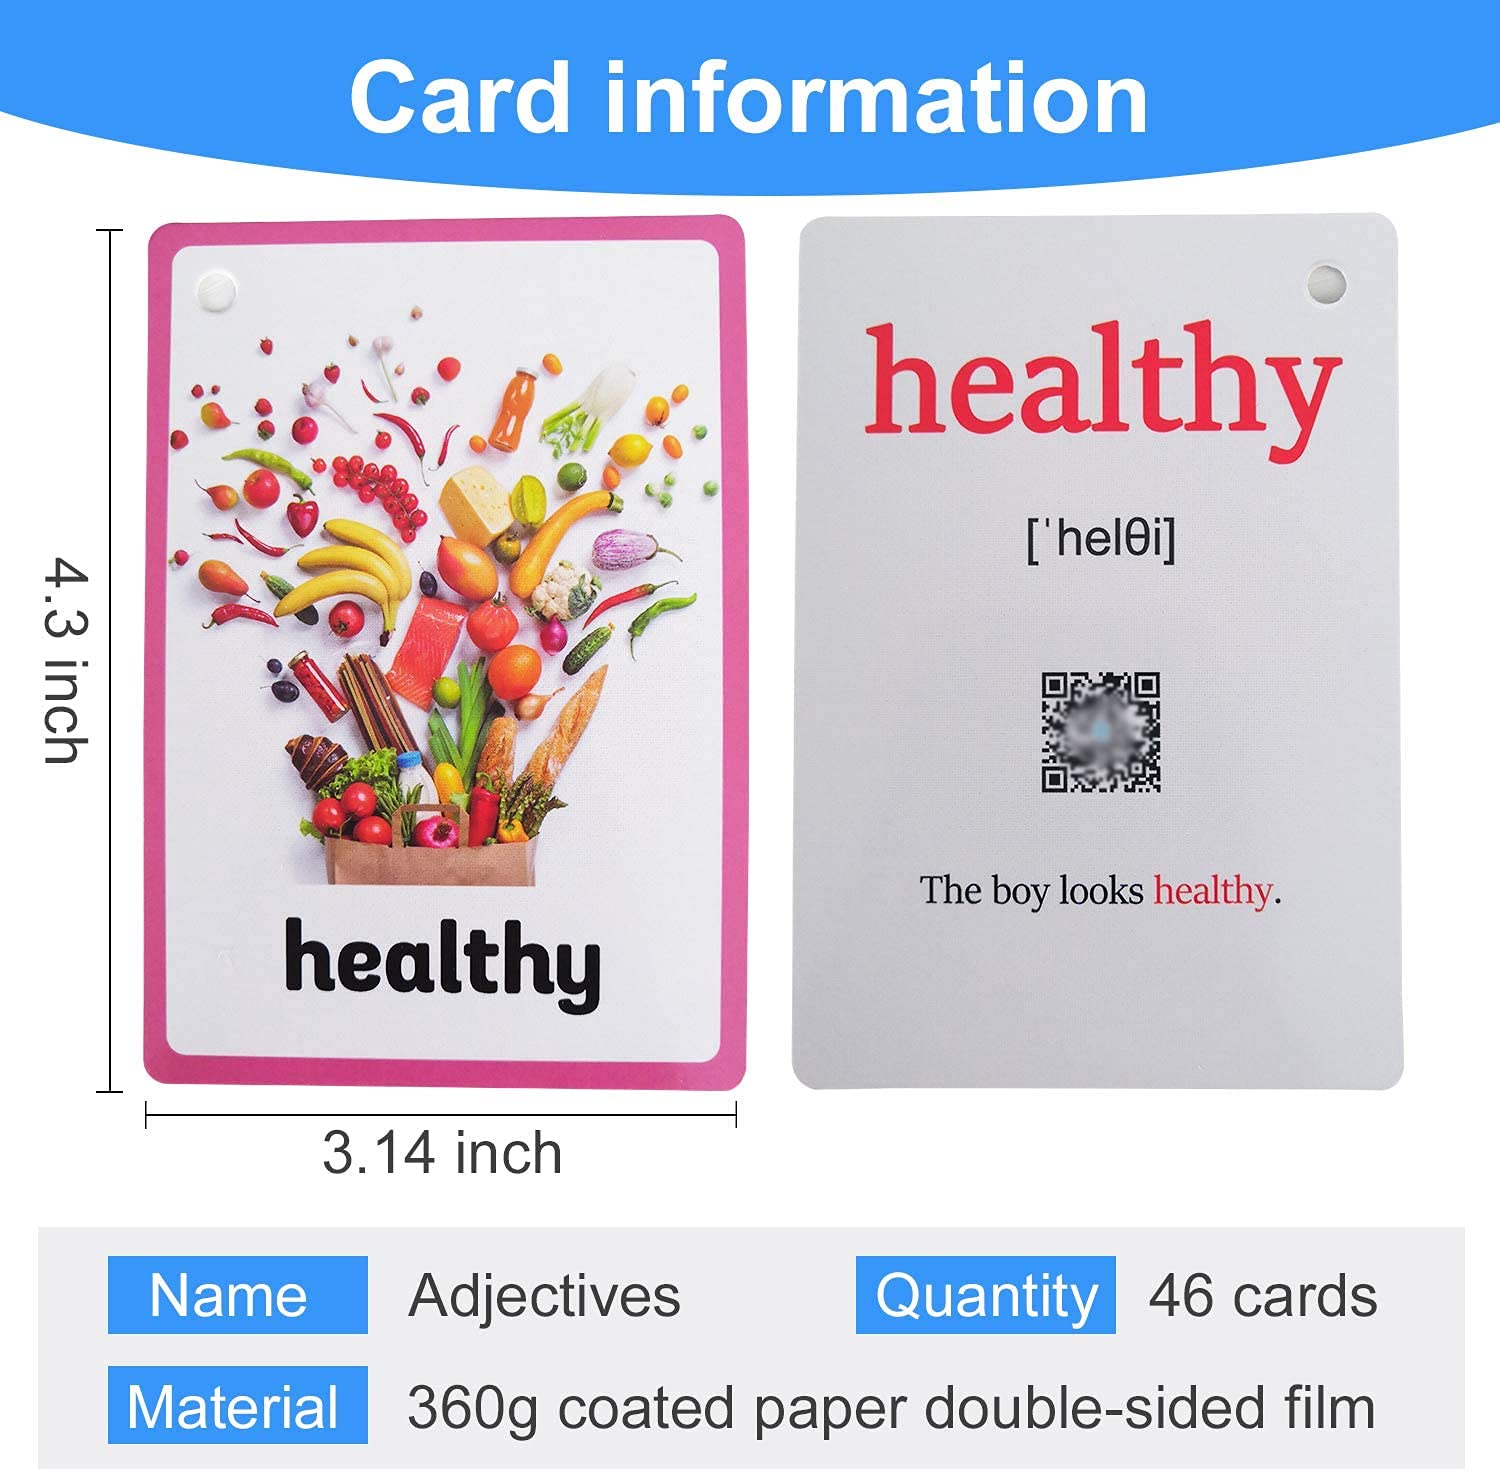 Card information
4.3 inch
healthy
3.14 inch
healthy
[ˈhelθi]
The boy looks healthy.
Name Adjectives
Quantity 46 cards
Material 360g coated paper double-sided film